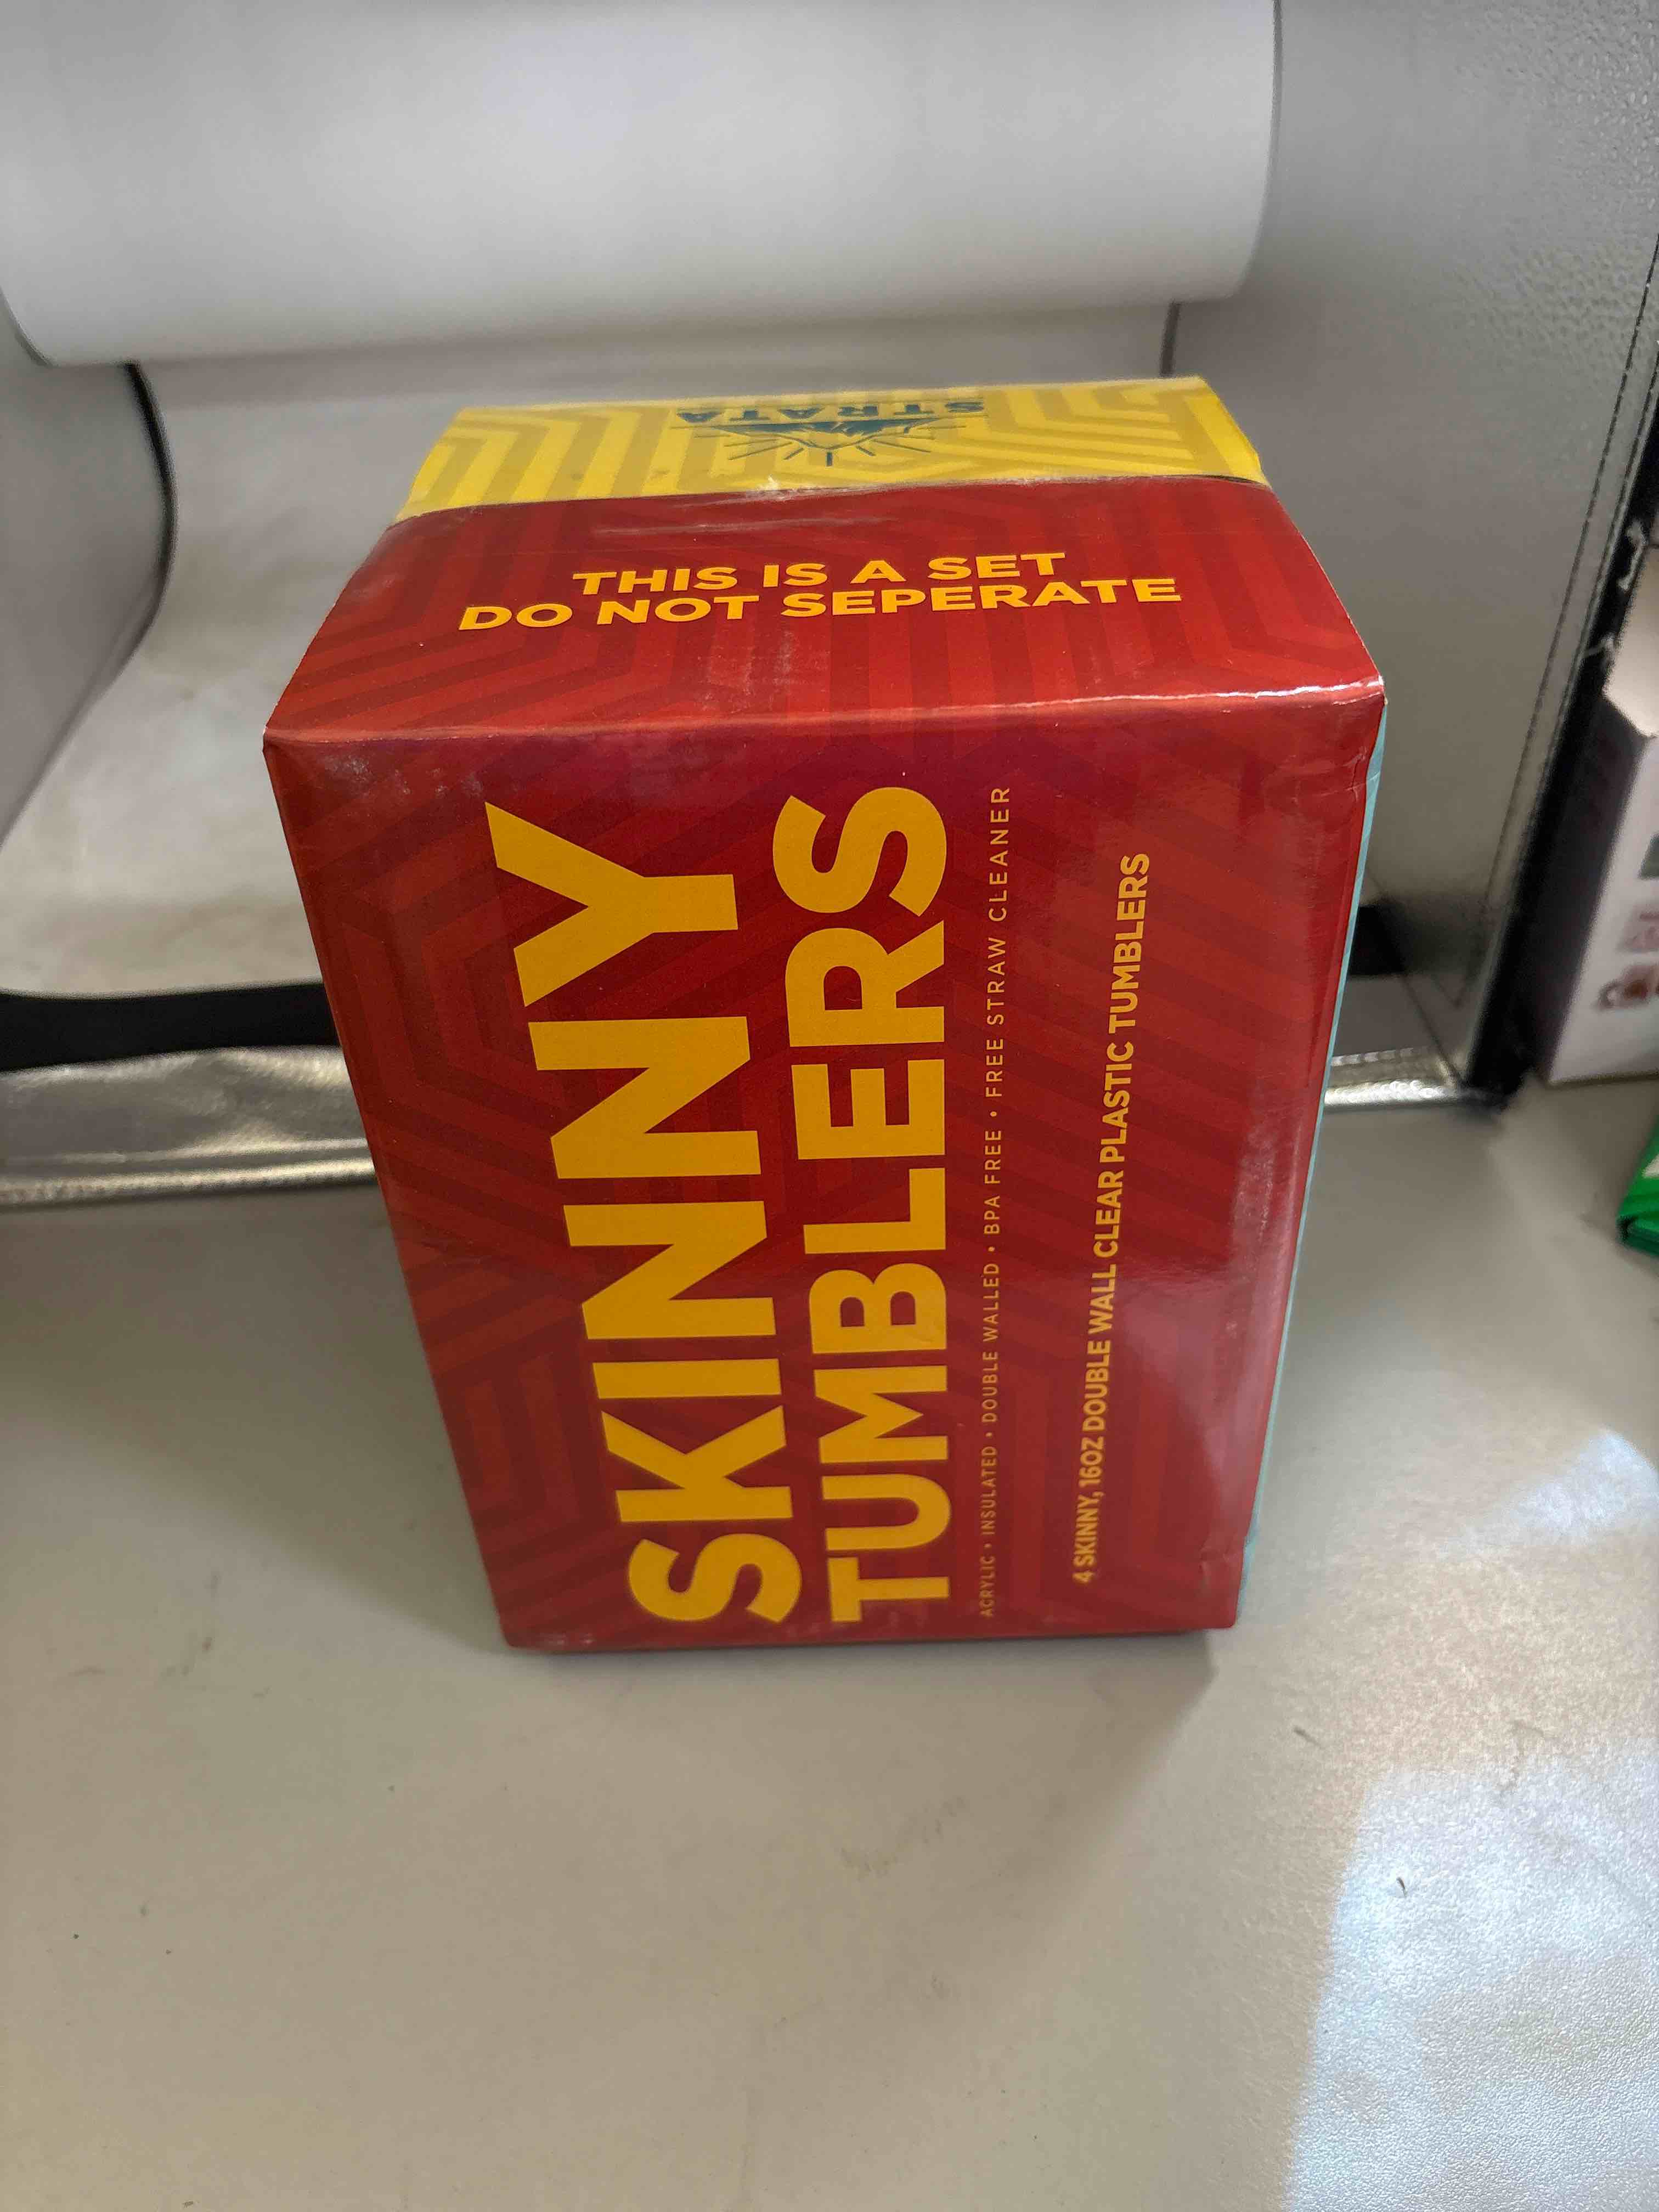 STRATA
THIS IS A SET
DO NOT SEPERATE
SKINNY
TUMBLERS
ACRYLIC • INSULATED • DOUBLE WALLED • BPA FREE • FREE STRAW CLEANER
4 SKINNY, 16OZ DOUBLE WALL CLEAR PLASTIC TUMBLERS